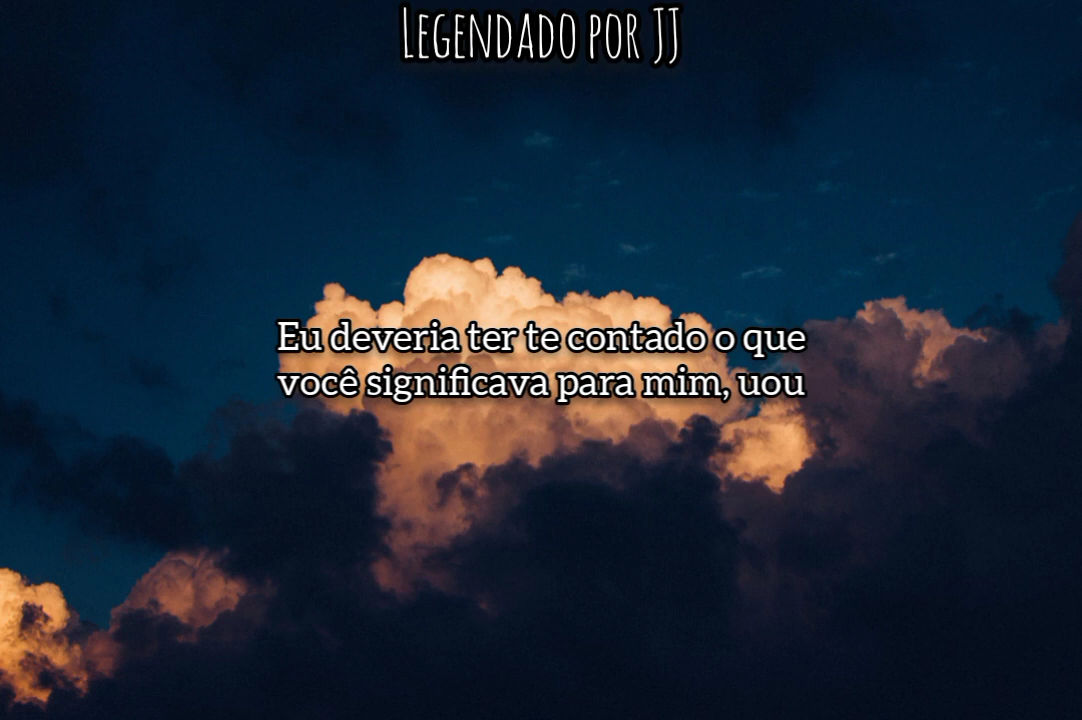 Legendado por JJ
Eu deveria ter te contado o que
você significava para mim, uou